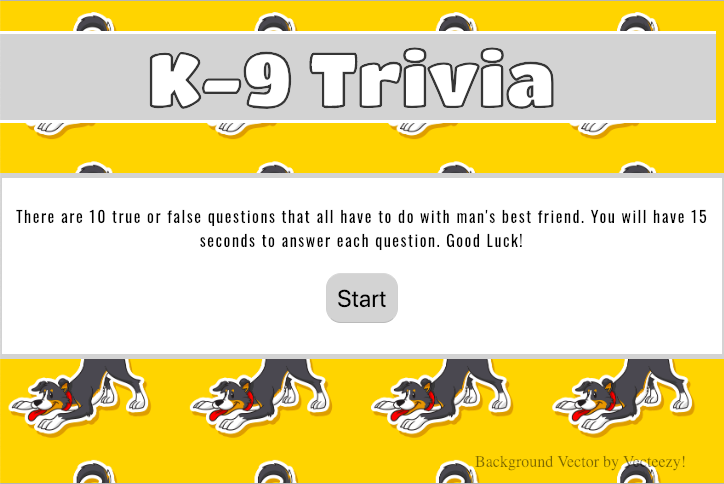 K-9 Trivia
There are 10 true or false questions that all have to do with man's best friend. You will have 15
seconds to answer each question. Good Luck!
Start
Background Vector by Vecteezy!